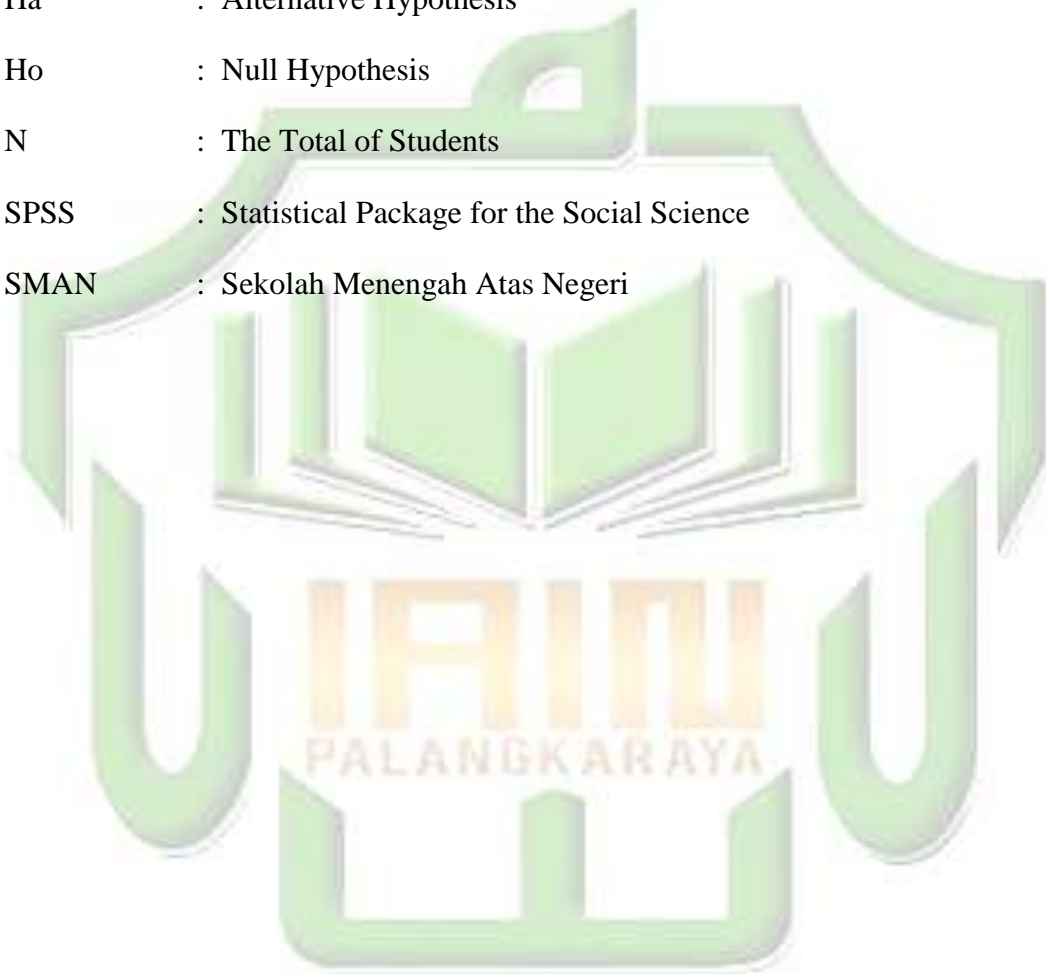 Ha : Alternative Hypothesis
Ho : Null Hypothesis
N : The Total of Students
SPSS : Statistical Package for the Social Science
SMAN : Sekolah Menengah Atas Negeri
IAIN
PALANGKARAYA